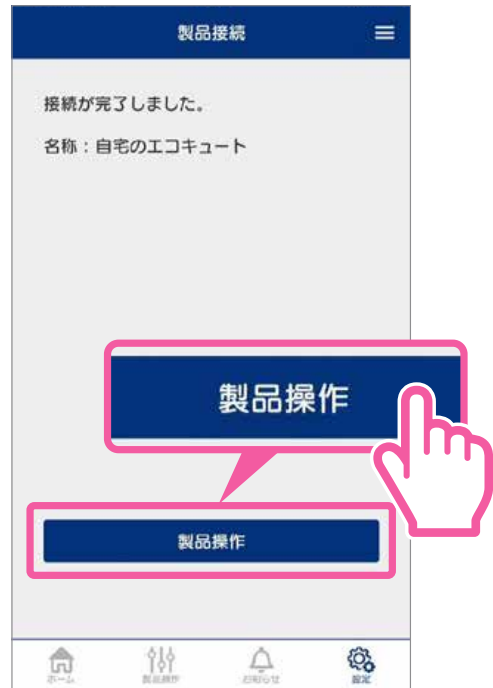 製品接続
接続が完了しました。
名称：自宅のエコキュート
製品操作
製品操作
ホーム
製品操作
お知らせ
設定